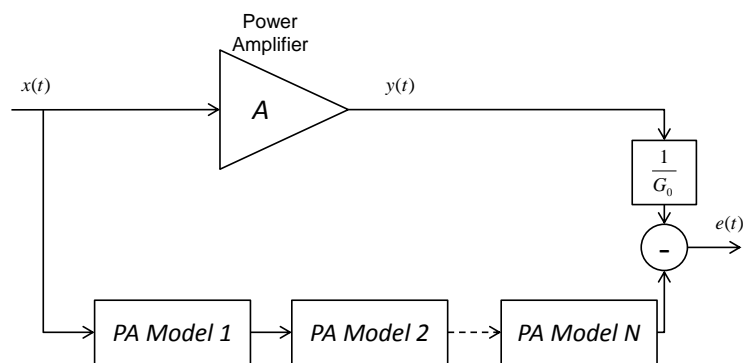 Power
Amplifier
x(t)
y(t)
A
1
G₀
e(t)
-
PA Model 1
PA Model 2
PA Model N